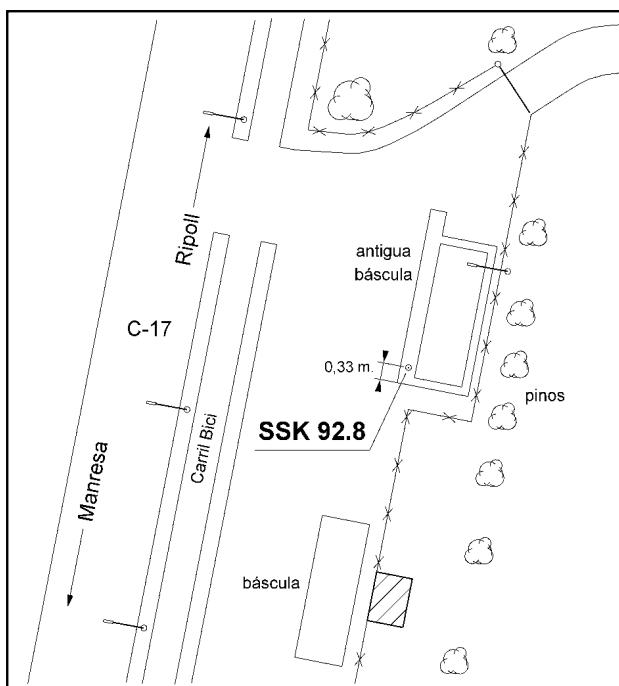 Ripoll
antigua
báscula
C-17
0,33 m.
pinos
SSK 92.8
Carril Bici
Manresa
báscula